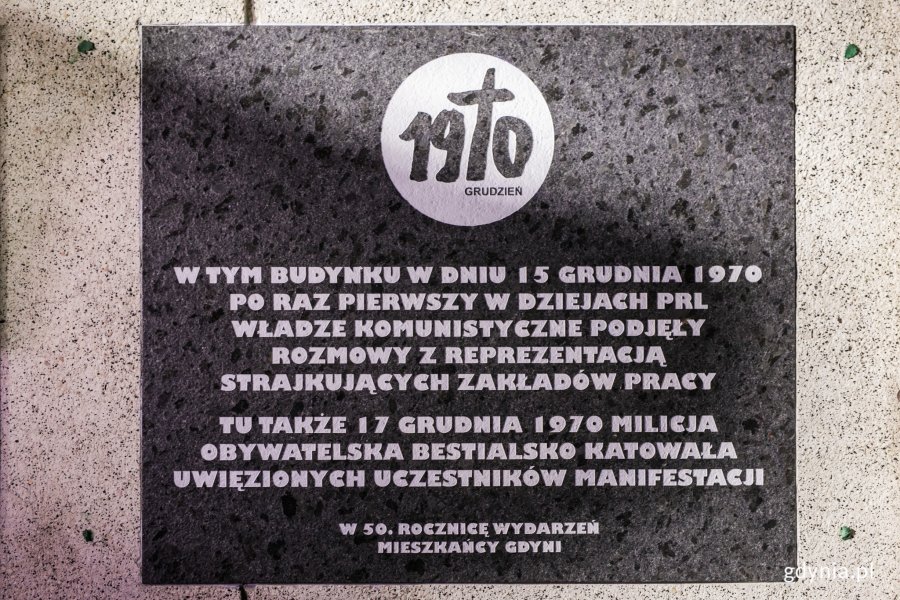 1970
GRUDZIEŃ
W TYM BUDYNKU W DNIU 15 GRUDNIA 1970
PO RAZ PIERWSZY W DZIEJACH PRL
WŁADZE KOMUNISTYCZNE PODJĘŁY
ROZMOWY Z REPREZENTACJĄ
STRAJKUJĄCYCH ZAKŁADÓW PRACY
TU TAKŻE 17 GRUDNIA 1970 MILICJA
OBYWATELSKA BESTIALSKO KATOWAŁA
UWIĘZIONYCH UCZESTNIKÓW MANIFESTACJI
W 50. ROCZNICĘ WYDARZEŃ
MIESZKAŃCY GDYNI
gdynia.pl